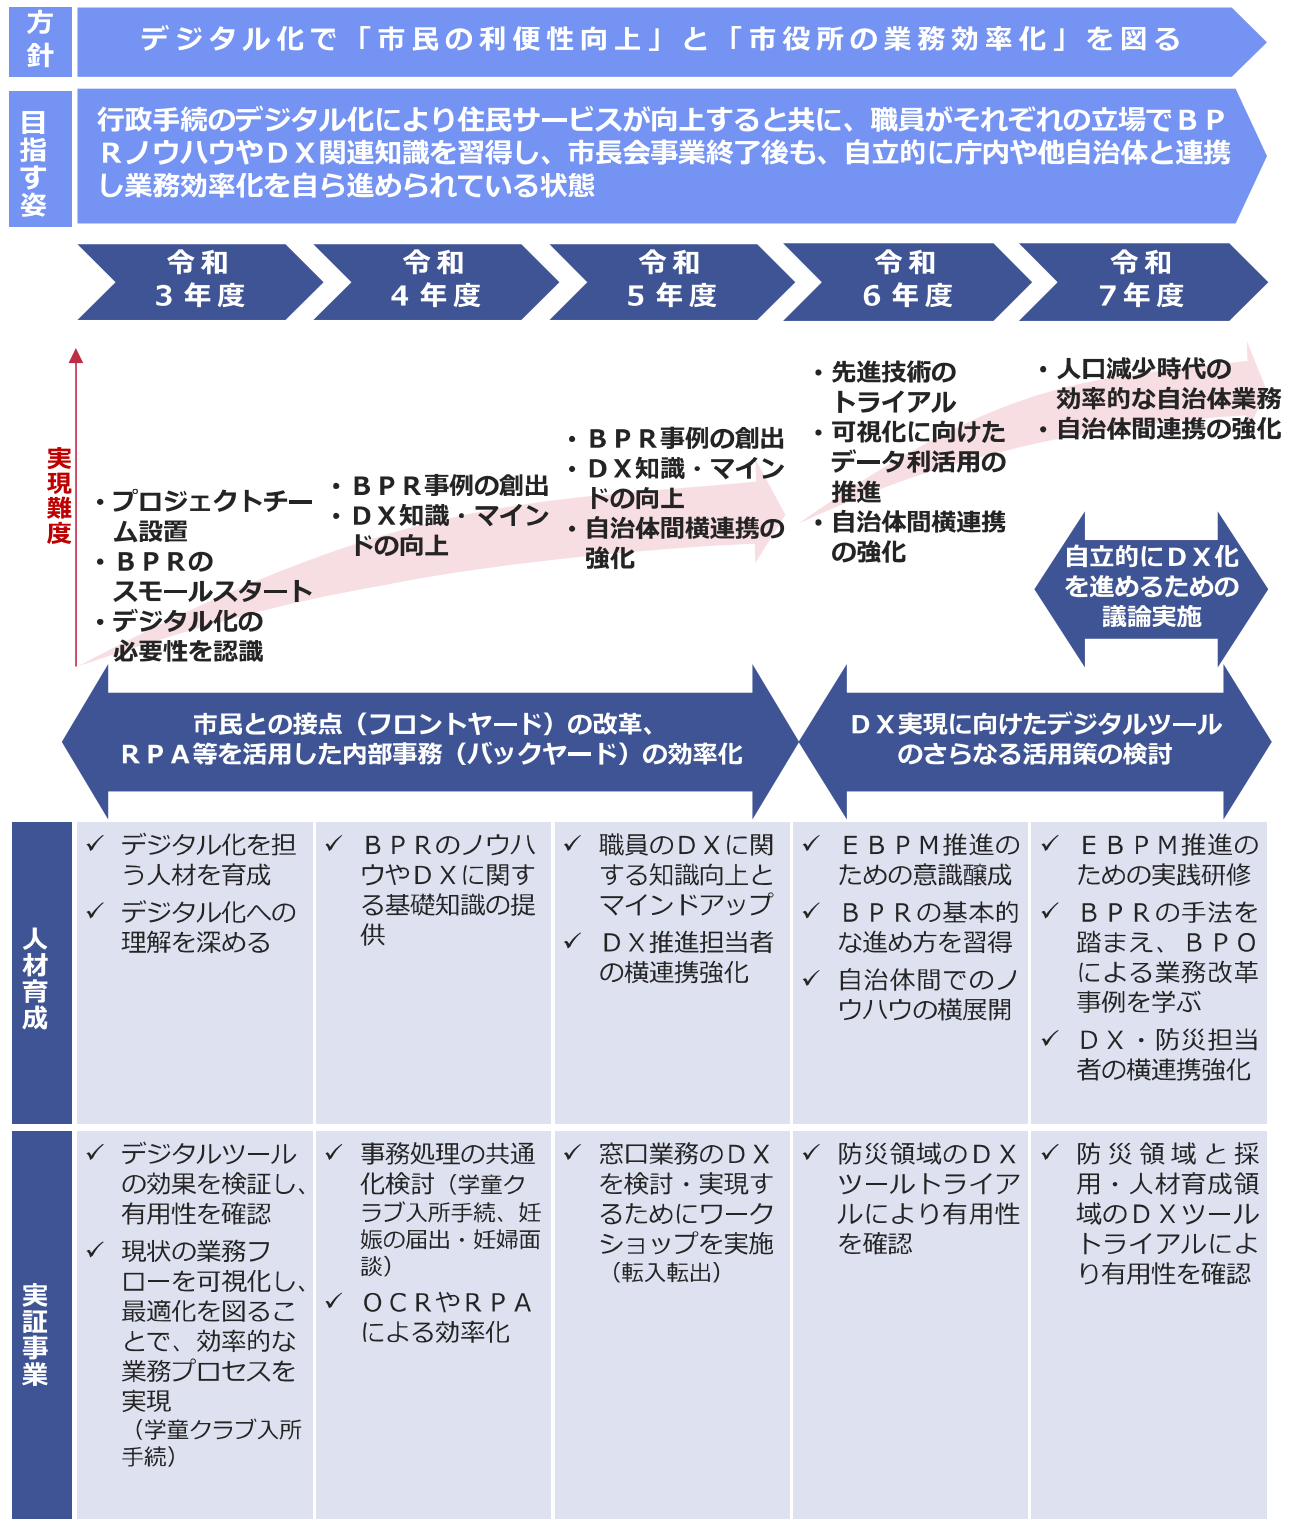 方
針
デジタル化で「市民の利便性向上」と「市役所の業務効率化」を図る
目
指
す
姿
行政手続のデジタル化により住民サービスが向上すると共に、職員がそれぞれの立場でＢＰ
ＲノウハウやＤＸ関連知識を習得し、市長会事業終了後も、自立的に庁内や他自治体と連携
し業務効率化を自ら進められている状態
令和
３年度
令和
４年度
令和
５年度
令和
６年度
令和
７年度
実
現
難
度
・プロジェクトチー
ム設置
・ＢＰＲの
スモールスタート
・デジタル化の
必要性を認識
・ＢＰＲ事例の創出
・ＤＸ知識・マイン
ドの向上
・ＢＰＲ事例の創出
・ＤＸ知識・マイン
ドの向上
・自治体間横連携の
強化
・先進技術の
トライアル
・可視化に向けた
データ利活用の
推進
・自治体間横連携
の強化
・人口減少時代の
効率的な自治体業務
・自治体間連携の強化
自立的にＤＸ化
を進めるための
議論実施
市民との接点（フロントヤード）の改革、
ＲＰＡ等を活用した内部事務（バックヤード）の効率化
ＤＸ実現に向けたデジタルツール
のさらなる活用策の検討
人
材
育
成
✓ デジタル化を担
う人材を育成
✓ デジタル化への
理解を深める
✓ ＢＰＲのノウハ
ウやＤＸに関す
る基礎知識の提
供
✓ 職員のＤＸに関
する知識向上と
マインドアップ
✓ ＤＸ推進担当者
の横連携強化
✓ ＥＢＰＭ推進の
ための意識醸成
✓ ＢＰＲの基本的
な進め方を習得
✓ 自治体間でのノ
ウハウの横展開
✓ ＥＢＰＭ推進の
ための実践研修
✓ ＢＰＲの手法を
踏まえ、ＢＰＯ
による業務改革
事例を学ぶ
✓ ＤＸ・防災担当
者の横連携強化
実
証
事
業
✓ デジタルツール
の効果を検証し、
有用性を確認
✓ 現状の業務フ
ローを可視化し、
最適化を図るこ
とで、効率的な
業務プロセスを
実現
（学童クラブ入所
手続）
✓ 事務処理の共通
化検討（学童ク
ラブ入所手続、妊
娠の届出・妊婦面
談）
✓ ＯＣＲやＲＰＡ
による効率化
✓ 窓口業務のＤＸ
を検討・実現す
るためにワーク
ショップを実施
（転入転出）
✓ 防災領域のＤＸ
ツールトライア
ルにより有用性
を確認
✓ 防災領域と採
用・人材育成領
域のＤＸツール
トライアルによ
り有用性を確認